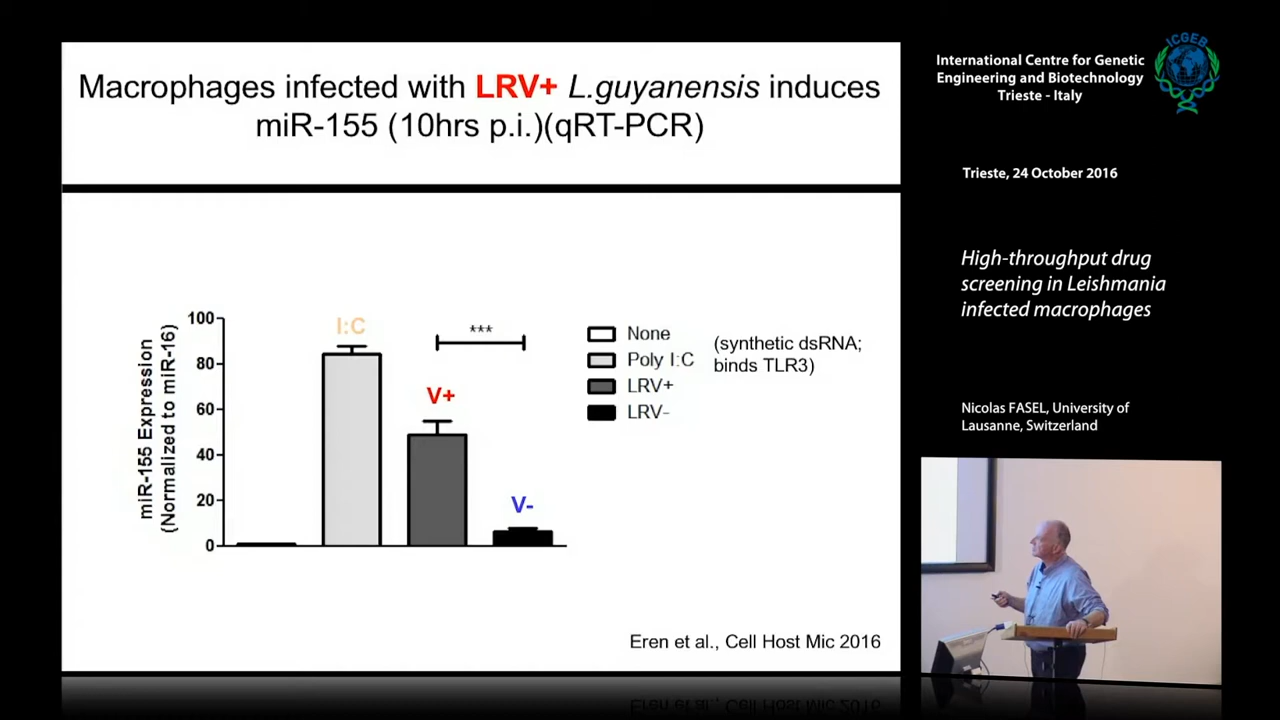 Macrophages infected with LRV+ L.guyanensis induces
miR-155 (10hrs p.i.)(qRT-PCR)
miR-155 Expression
(Normalized to miR-16)
100
80
60
40
20
0
I:C
V+
***
V-
None
Poly I:C
LRV+
LRV-
(synthetic dsRNA;
binds TLR3)
Eren et al., Cell Host Mic 2016
International Centre for Genetic
Engineering and Biotechnology
Trieste - Italy
ICGEB
Trieste, 24 October 2016
High-throughput drug
screening in Leishmania
infected macrophages
Nicolas FASEL, University of
Lausanne, Switzerland